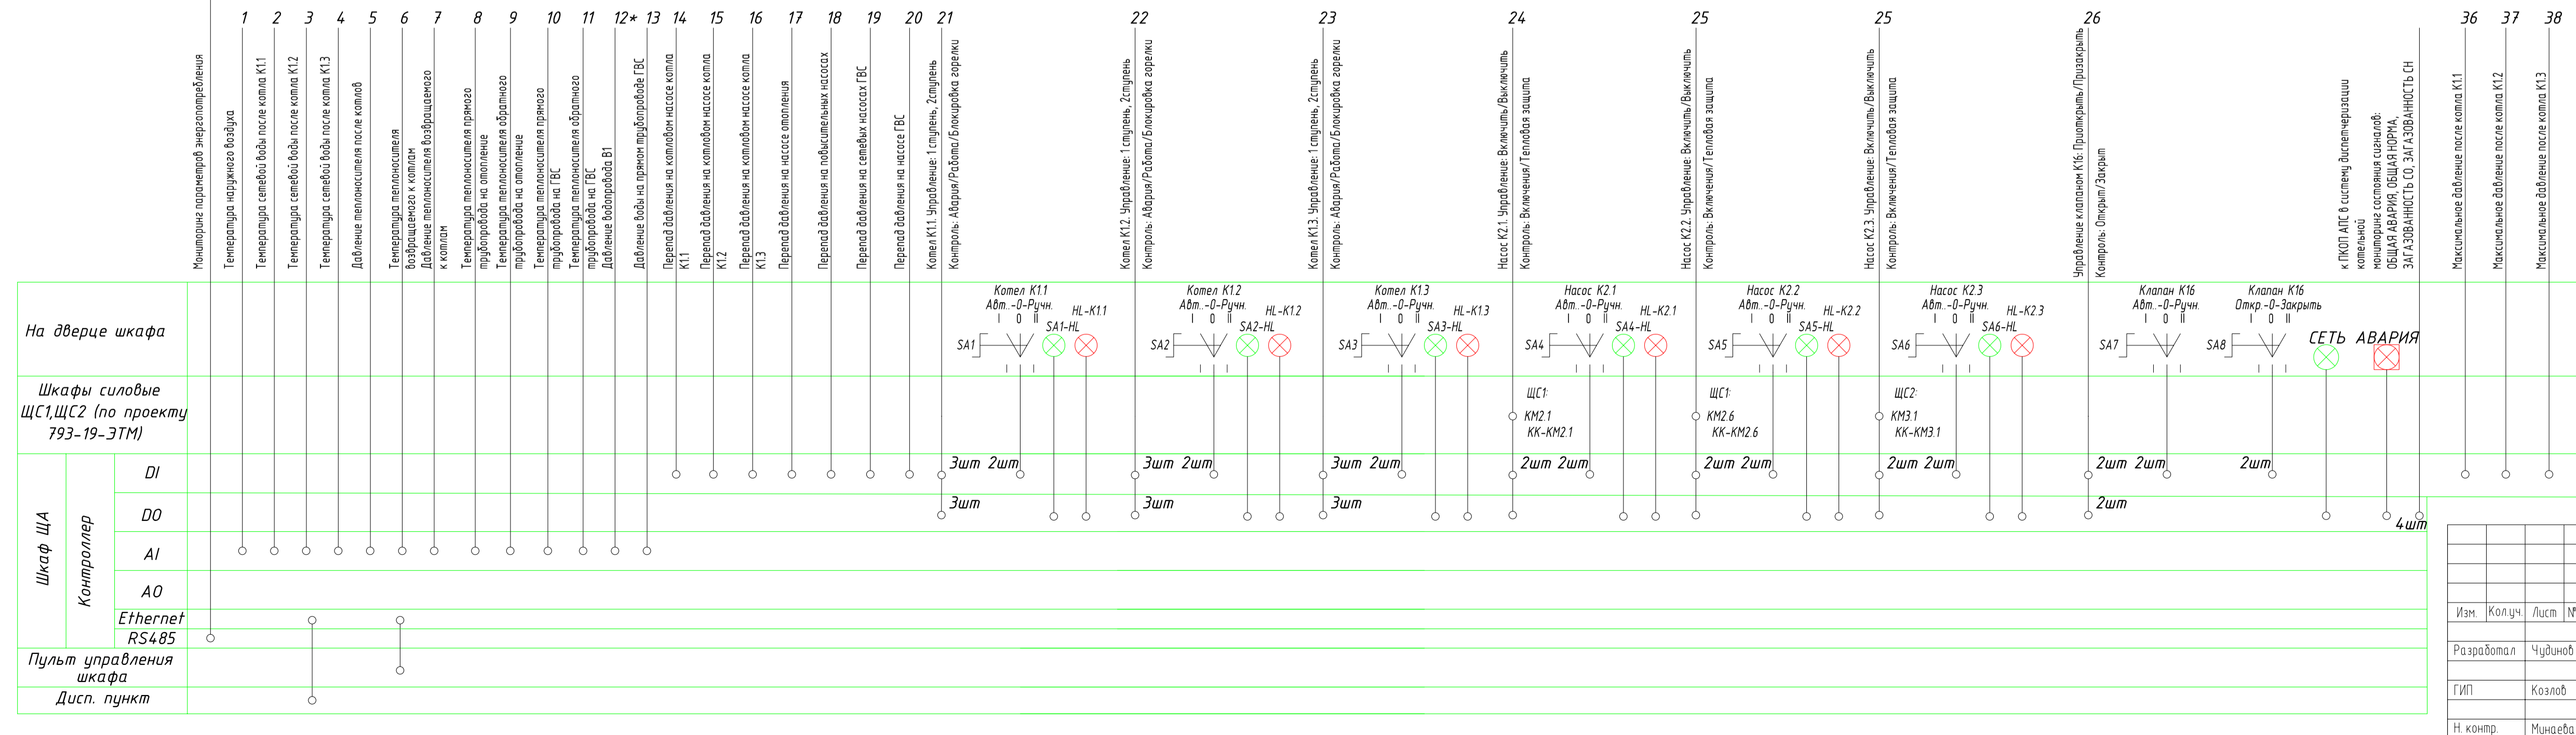 1 2 3 4 5 6 7 8 9 10 11 12* 13 14 15 16 17 18 19 20 21 22 23 24 25 25 26 36 37 38
Мониторинг параметров энергопотребления
Температура наружного воздуха
Температура сетевой воды после котла К1.1
Температура сетевой воды после котла К1.2
Температура сетевой воды после котла К1.3
Давление теплоносителя после котлов
Температура теплоносителя
возвращаемого к котлам
Давление теплоносителя возвращаемого
к котлам
Температура теплоносителя прямого
трубопровода на отопление
Температура теплоносителя обратного
трубопровода на отопление
Температура теплоносителя прямого
трубопровода на ГВС
Температура теплоносителя обратного
трубопровода на ГВС
Давление водопровода В1
Давление воды на прямом трубопроводе ГВС
Перепад давления на котловом насосе котла
К1.1
Перепад давления на котловом насосе котла
К1.2
Перепад давления на котловом насосе котла
К1.3
Перепад давления на насосе отопления
Перепад давления на повысительных насосах
Перепад давления на сетевых насосах ГВС
Перепад давления на насосе ГВС
Котел К1.1. Управление: 1 ступень, 2ступень
Контроль: Авария/Работа/Блокировка горелки
Котел К1.2. Управление: 1 ступень, 2ступень
Контроль: Авария/Работа/Блокировка горелки
Котел К1.3. Управление: 1 ступень, 2ступень
Контроль: Авария/Работа/Блокировка горелки
Насос К2.1. Управление: Включить/Выключить
Контроль: Включения/Тепловая защита
Насос К2.2. Управление: Включить/Выключить
Контроль: Включения/Тепловая защита
Насос К2.3. Управление: Включить/Выключить
Контроль: Включения/Тепловая защита
Управление клапаном К16: Приоткрыть/Призакрыть
Контроль: Открыт/Закрыт
к ПКОП АПС в систему диспетчеризации
котельной
мониторинг состояния сигналов:
ОБЩАЯ АВАРИЯ, ОБЩАЯ НОРМА,
ЗАГАЗОВАННОСТЬ СО, ЗАГАЗОВАННОСТЬ СН
Максимальное давление после котла К1.1
Максимальное давление после котла К1.2
Максимальное давление после котла К1.3
На дверце шкафа
Котел К1.1
Авт.-0-Ручн.
I 0 II
SA1
SA1-HL
HL-К1.1
Котел К1.2
Авт.-0-Ручн.
I 0 II
SA2
SA2-HL
HL-К1.2
Котел К1.3
Авт.-0-Ручн.
I 0 II
SA3
SA3-HL
HL-К1.3
Насос К2.1
Авт.-0-Ручн.
I 0 II
SA4
SA4-HL
HL-К2.1
Насос К2.2
Авт.-0-Ручн.
I 0 II
SA5
SA5-HL
HL-К2.2
Насос К2.3
Авт.-0-Ручн.
I 0 II
SA6
SA6-HL
HL-К2.3
Клапан К16
Авт.-0-Ручн.
I 0 II
SA7
Клапан К16
Откр.-0-Закрыть
I 0 II
SA8
СЕТЬ АВАРИЯ
Шкафы силовые
ЩС1,ЩС2 (по проекту
793-19-ЭТМ)
ЩС1:
КМ2.1
КК-КМ2.1
ЩС1:
КМ2.6
КК-КМ2.6
ЩС2:
КМ3.1
КК-КМ3.1
Шкаф ЩА
Контроллер
DI
3шт 2шт 3шт 2шт 3шт 2шт 2шт 2шт 2шт 2шт 2шт 2шт 2шт 2шт 2шт
DO
3шт 3шт 3шт 2шт 4шт
AI
AO
Ethernet
RS485
Пульт управления
шкафа
Дисп. пункт
Изм. Кол.уч. Лист №
Разработал Чудинов
ГИП Козлов
Н. контр. Минаева